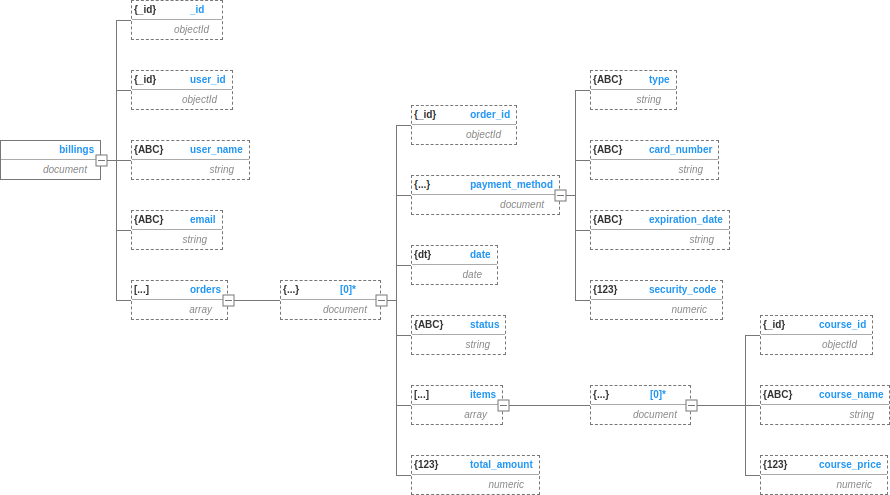 billings
document
{_id} _id
objectId
{_id} user_id
objectId
{ABC} user_name
string
{ABC} email
string
[...] orders
array
{...} [0]*
document
{_id} order_id
objectId
{...} payment_method
document
{dt} date
date
{ABC} status
string
[...] items
array
{123} total_amount
numeric
{ABC} type
string
{ABC} card_number
string
{ABC} expiration_date
string
{123} security_code
numeric
{...} [0]*
document
{_id} course_id
objectId
{ABC} course_name
string
{123} course_price
numeric